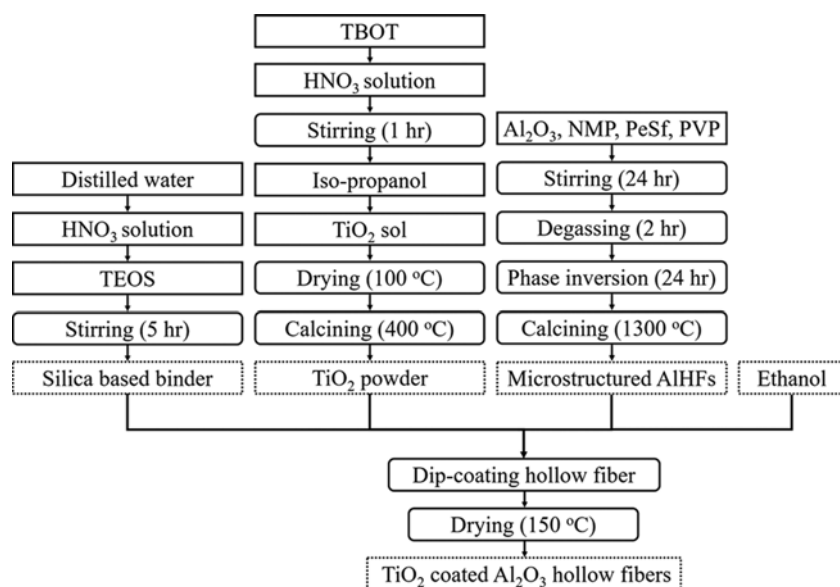 TBOT
HNO₃ solution
Stirring (1 hr)
Al₂O₃, NMP, PeSf, PVP
Distilled water
Iso-propanol
Stirring (24 hr)
HNO₃ solution
TiO₂ sol
Degassing (2 hr)
TEOS
Drying (100 °C)
Phase inversion (24 hr)
Stirring (5 hr)
Calcining (400 °C)
Calcining (1300 °C)
Silica based binder
TiO₂ powder
Microstructured AlHFs
Ethanol
Dip-coating hollow fiber
Drying (150 °C)
TiO₂ coated Al₂O₃ hollow fibers